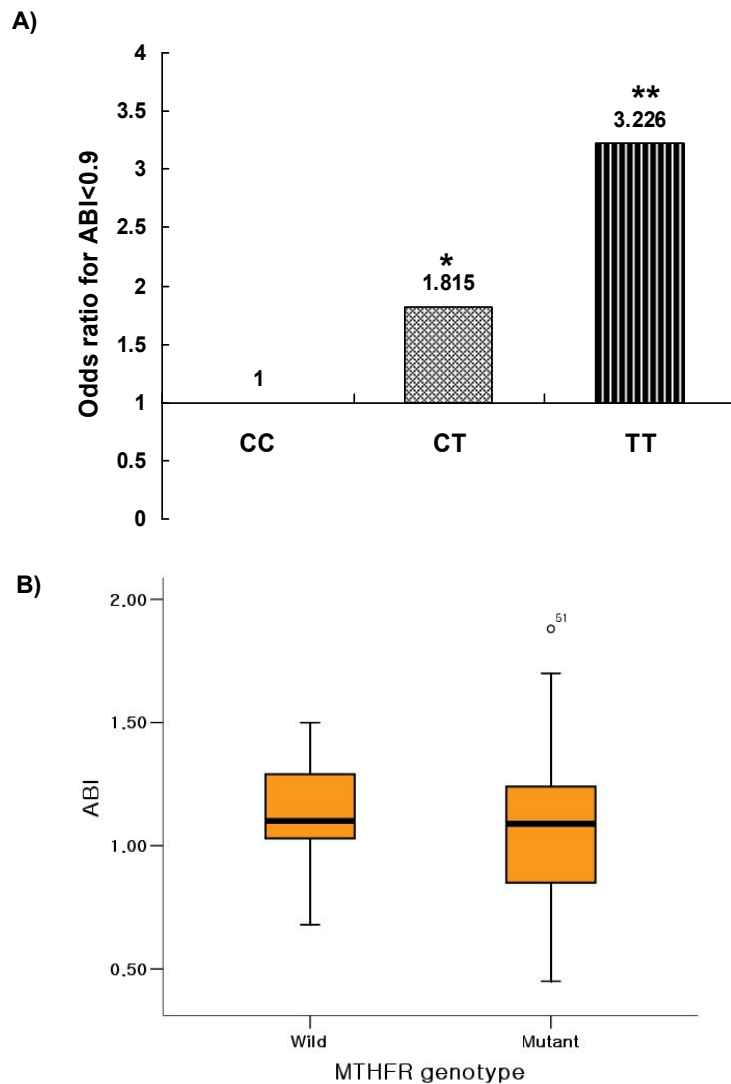 A)
Odds ratio for ABI<0.9
4
3.5
3
2.5
2
1.5
1
0.5
0
1
*
1.815
**
3.226
CC
CT
TT
B)
ABI
2.00
1.50
1.00
0.50
51
Wild
Mutant
MTHFR genotype